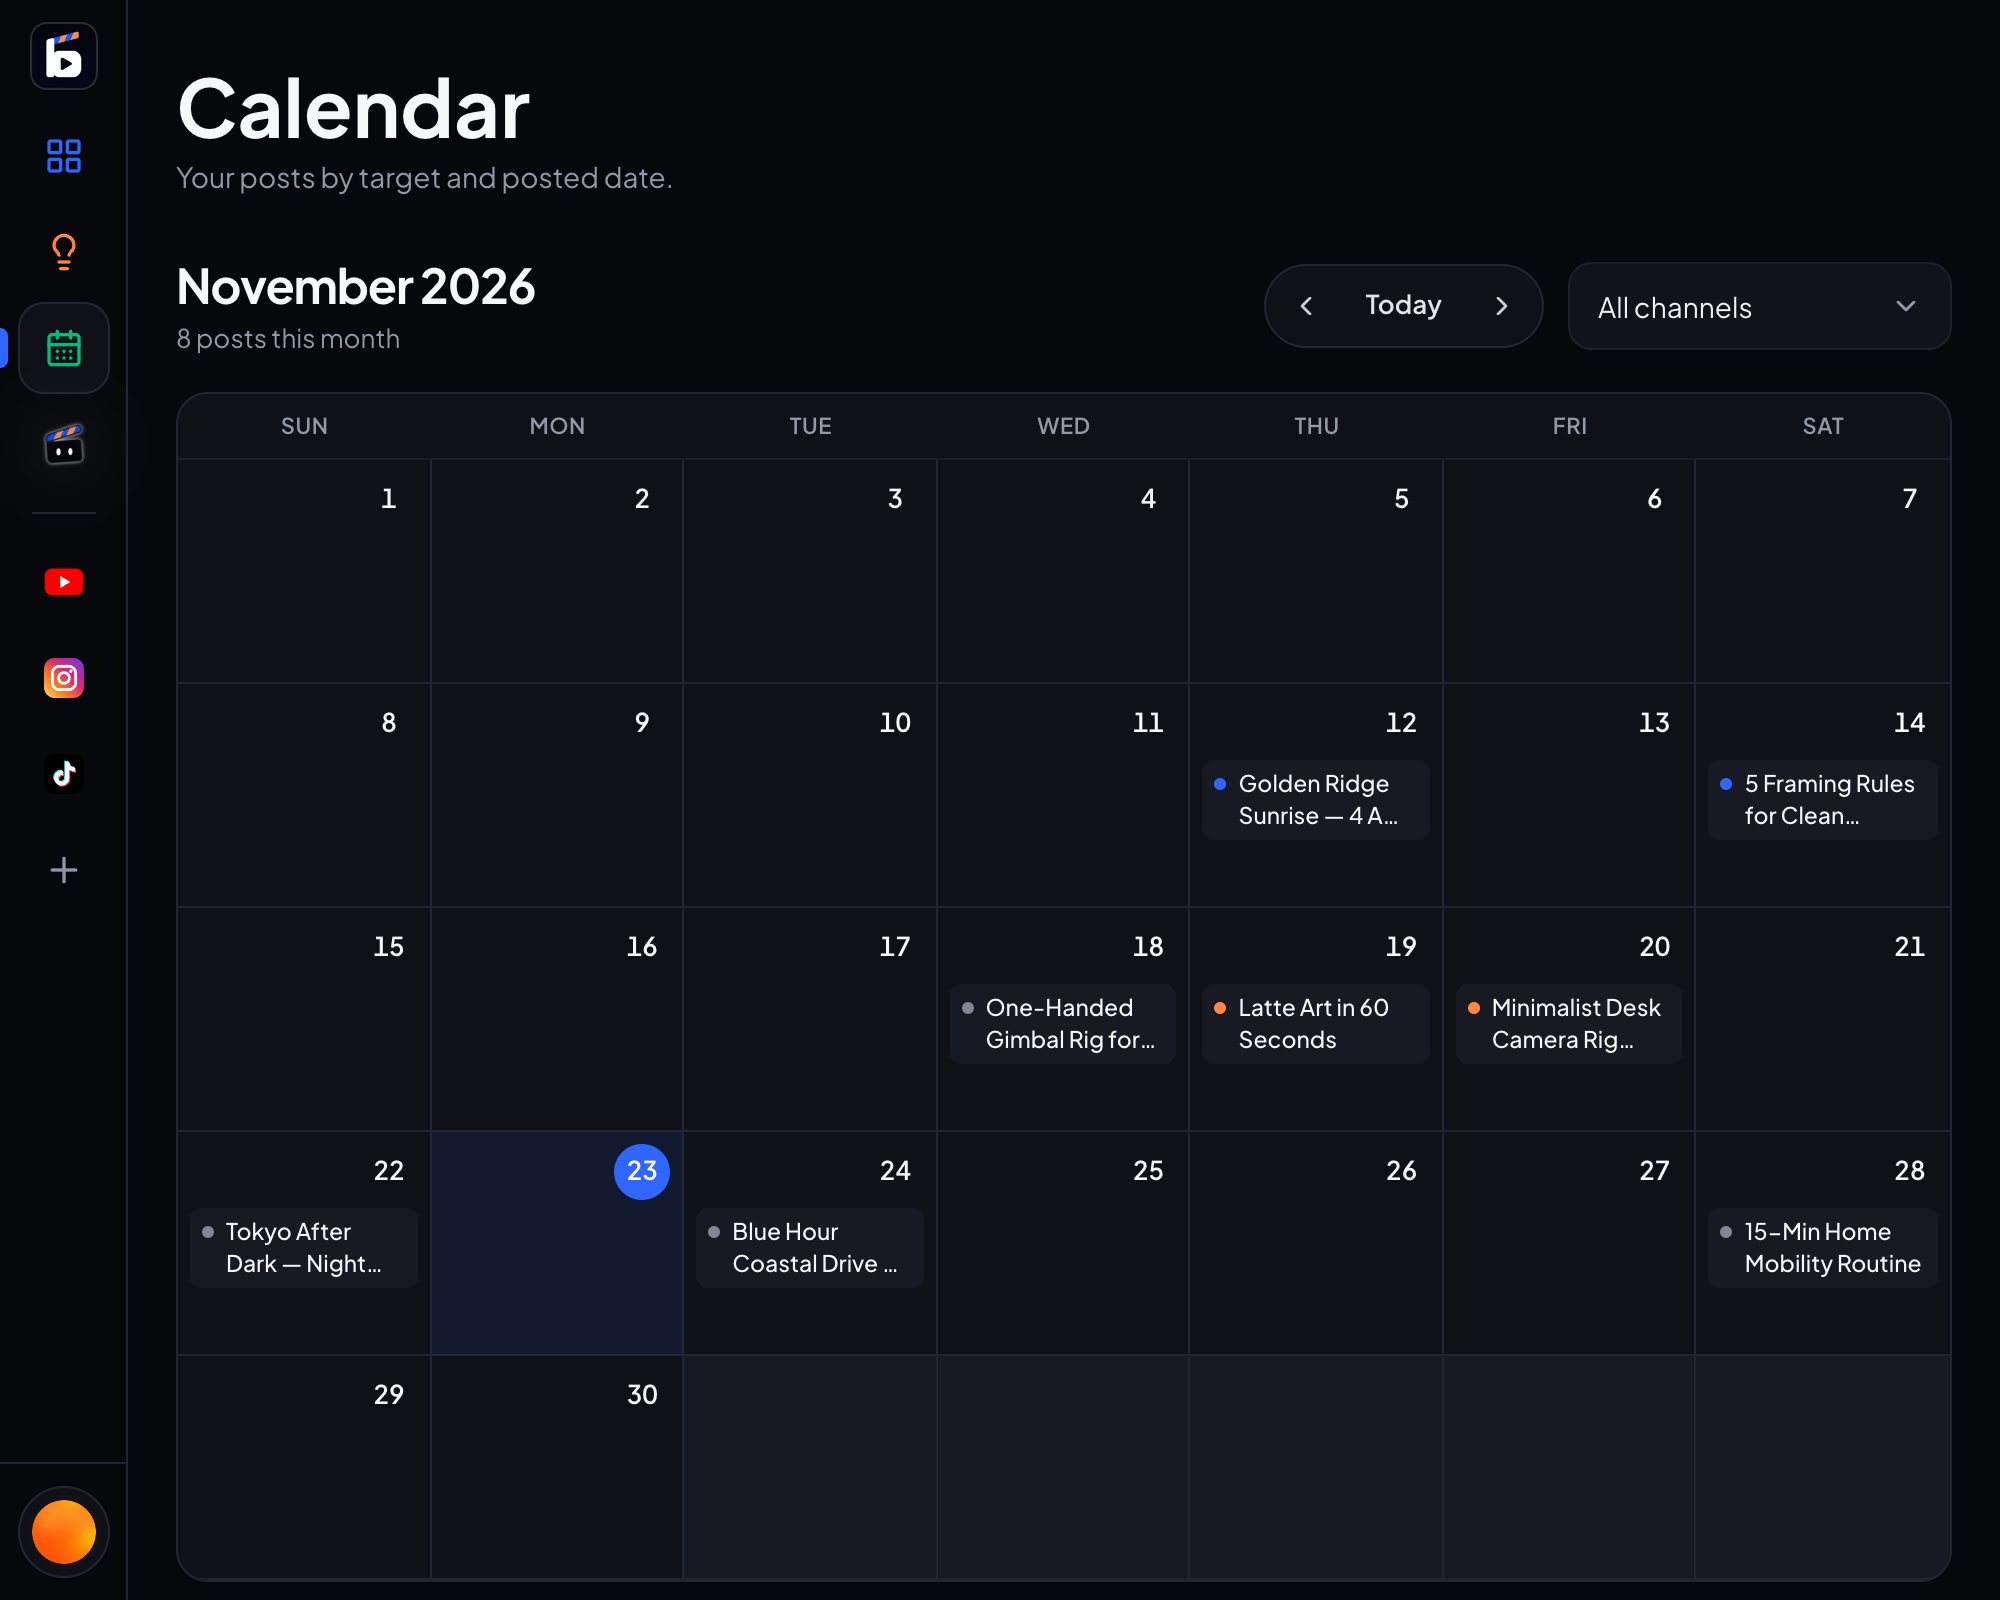 Calendar
Your posts by target and posted date.
November 2026
8 posts this month
Today
All channels
SUN MON TUE WED THU FRI SAT
1 2 3 4 5 6 7
8 9 10 11 12 13 14
Golden Ridge
Sunrise — 4 A...
5 Framing Rules
for Clean...
15 16 17 18 19 20 21
One-Handed
Gimbal Rig for...
Latte Art in 60
Seconds
Minimalist Desk
Camera Rig...
22 23 24 25 26 27 28
Tokyo After
Dark — Night...
Blue Hour
Coastal Drive ...
15-Min Home
Mobility Routine
29 30